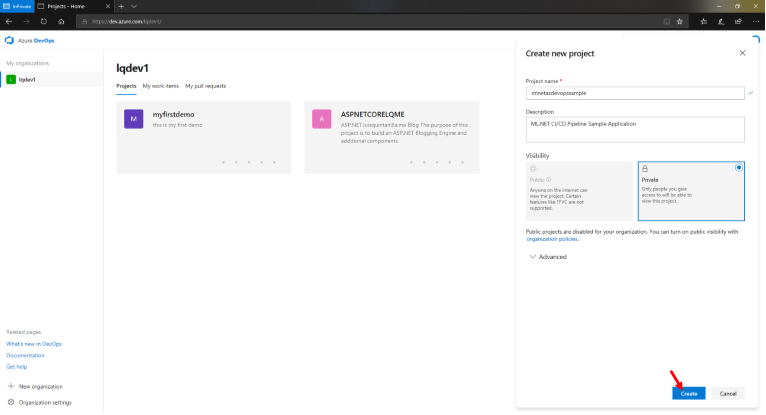 InPrivate
Projects - Home
https://dev.azure.com/lqdev1/
Azure DevOps
My organizations
lqdev1
lqdev1
Projects
My work items
My pull requests
M
myfirstdemo
this is my first demo
A
ASPNETCORELQME
ASP.NET luisquintanilla.me Blog The purpose of
project is to build an ASP.NET Blogging Engine and
additional components
Related pages
What's new in DevOps
Documentation
Get help
New organization
Organization settings
Create new project
Project name *
mlnetazdevopssample
Description
ML.NET CI/CD Pipeline Sample Application
Visibility
Public
Anyone on the internet can
view the project. Certain
features like TFVC are not
supported.
Private
Only people you give
access to will be able to
view this project.
Public projects are disabled for your organization. You can turn on public visibility with
organization policies.
Advanced
Create
Cancel